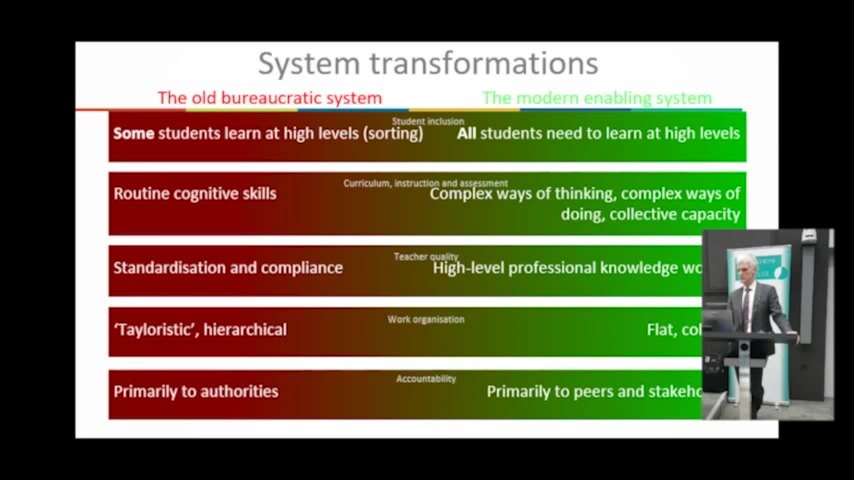 System transformations
The old bureaucratic system
The modern enabling system
Student inclusion
Some students learn at high levels (sorting)
All students need to learn at high levels
Curriculum, instruction and assessment
Routine cognitive skills
Complex ways of thinking, complex ways of
doing, collective capacity
Teacher quality
Standardisation and compliance
High-level professional knowledge
Work organisation
‘Tayloristic’, hierarchical
Flat,
Accountability
Primarily to authorities
Primarily to peers and